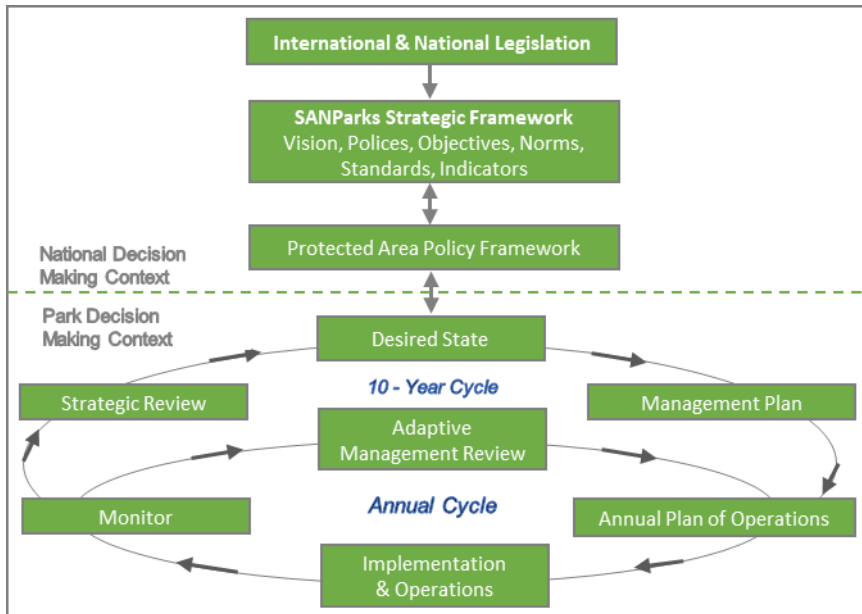 International & National Legislation
SANParks Strategic Framework
Vision, Polices, Objectives, Norms,
Standards, Indicators
Protected Area Policy Framework
National Decision
Making Context
Park Decision
Making Context
Desired State
10 - Year Cycle
Strategic Review
Management Plan
Adaptive
Management Review
Annual Cycle
Monitor
Annual Plan of Operations
Implementation
& Operations